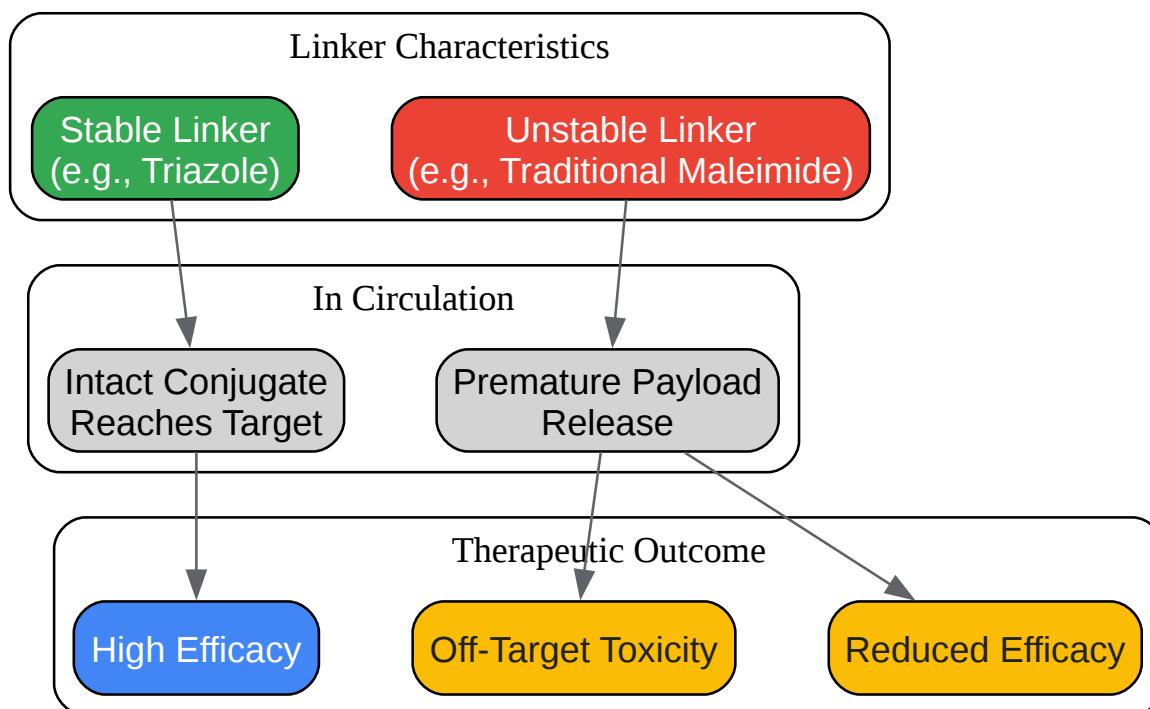 Linker Characteristics
Stable Linker
(e.g., Triazole)
Unstable Linker
(e.g., Traditional Maleimide)
In Circulation
Intact Conjugate
Reaches Target
Premature Payload
Release
Therapeutic Outcome
High Efficacy
Off-Target Toxicity
Reduced Efficacy